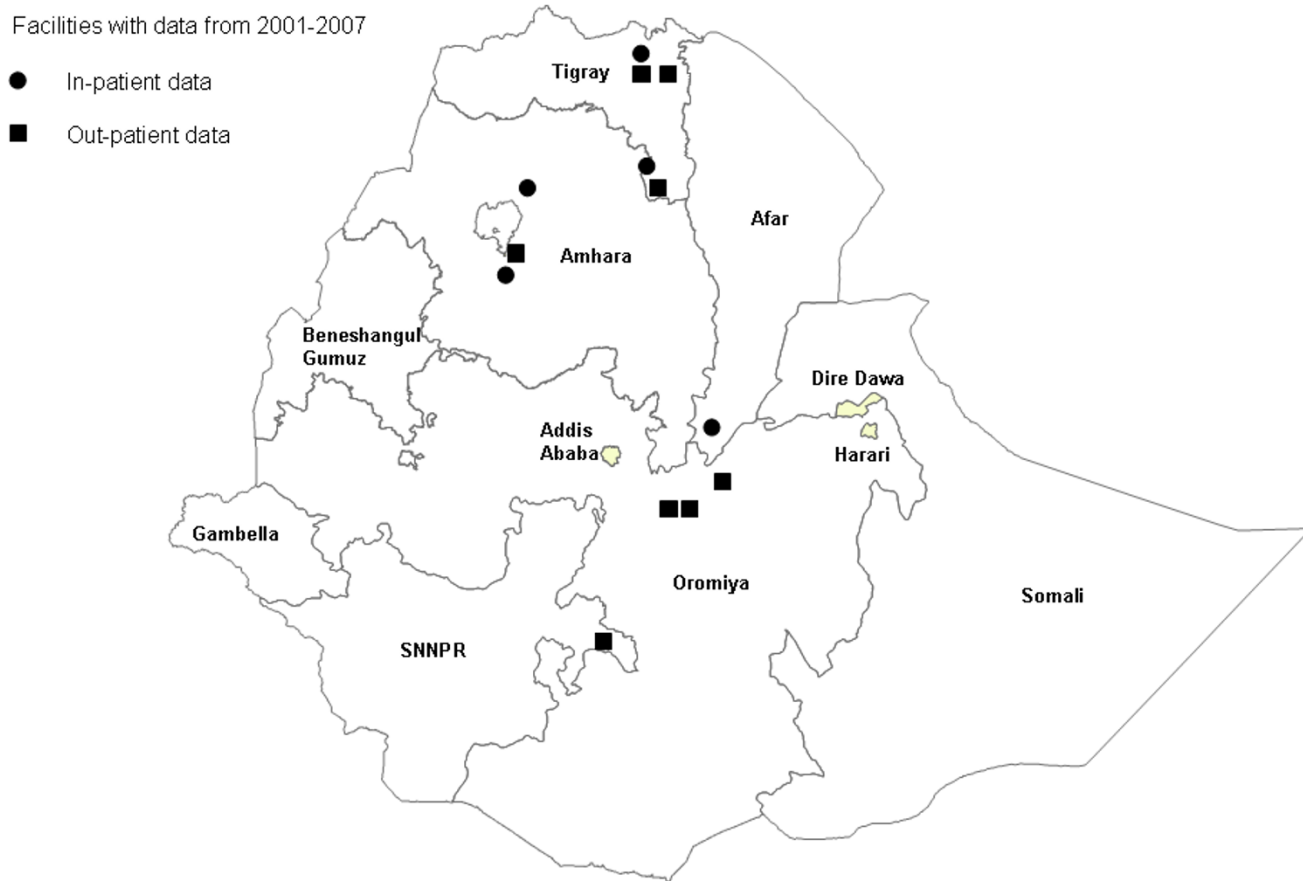 Facilities with data from 2001-2007
In-patient data
Out-patient data
Tigray
Afar
Amhara
Beneshangul
Gumuz
Dire Dawa
Addis
Ababa
Harari
Gambella
Oromiya
Somali
SNNPR